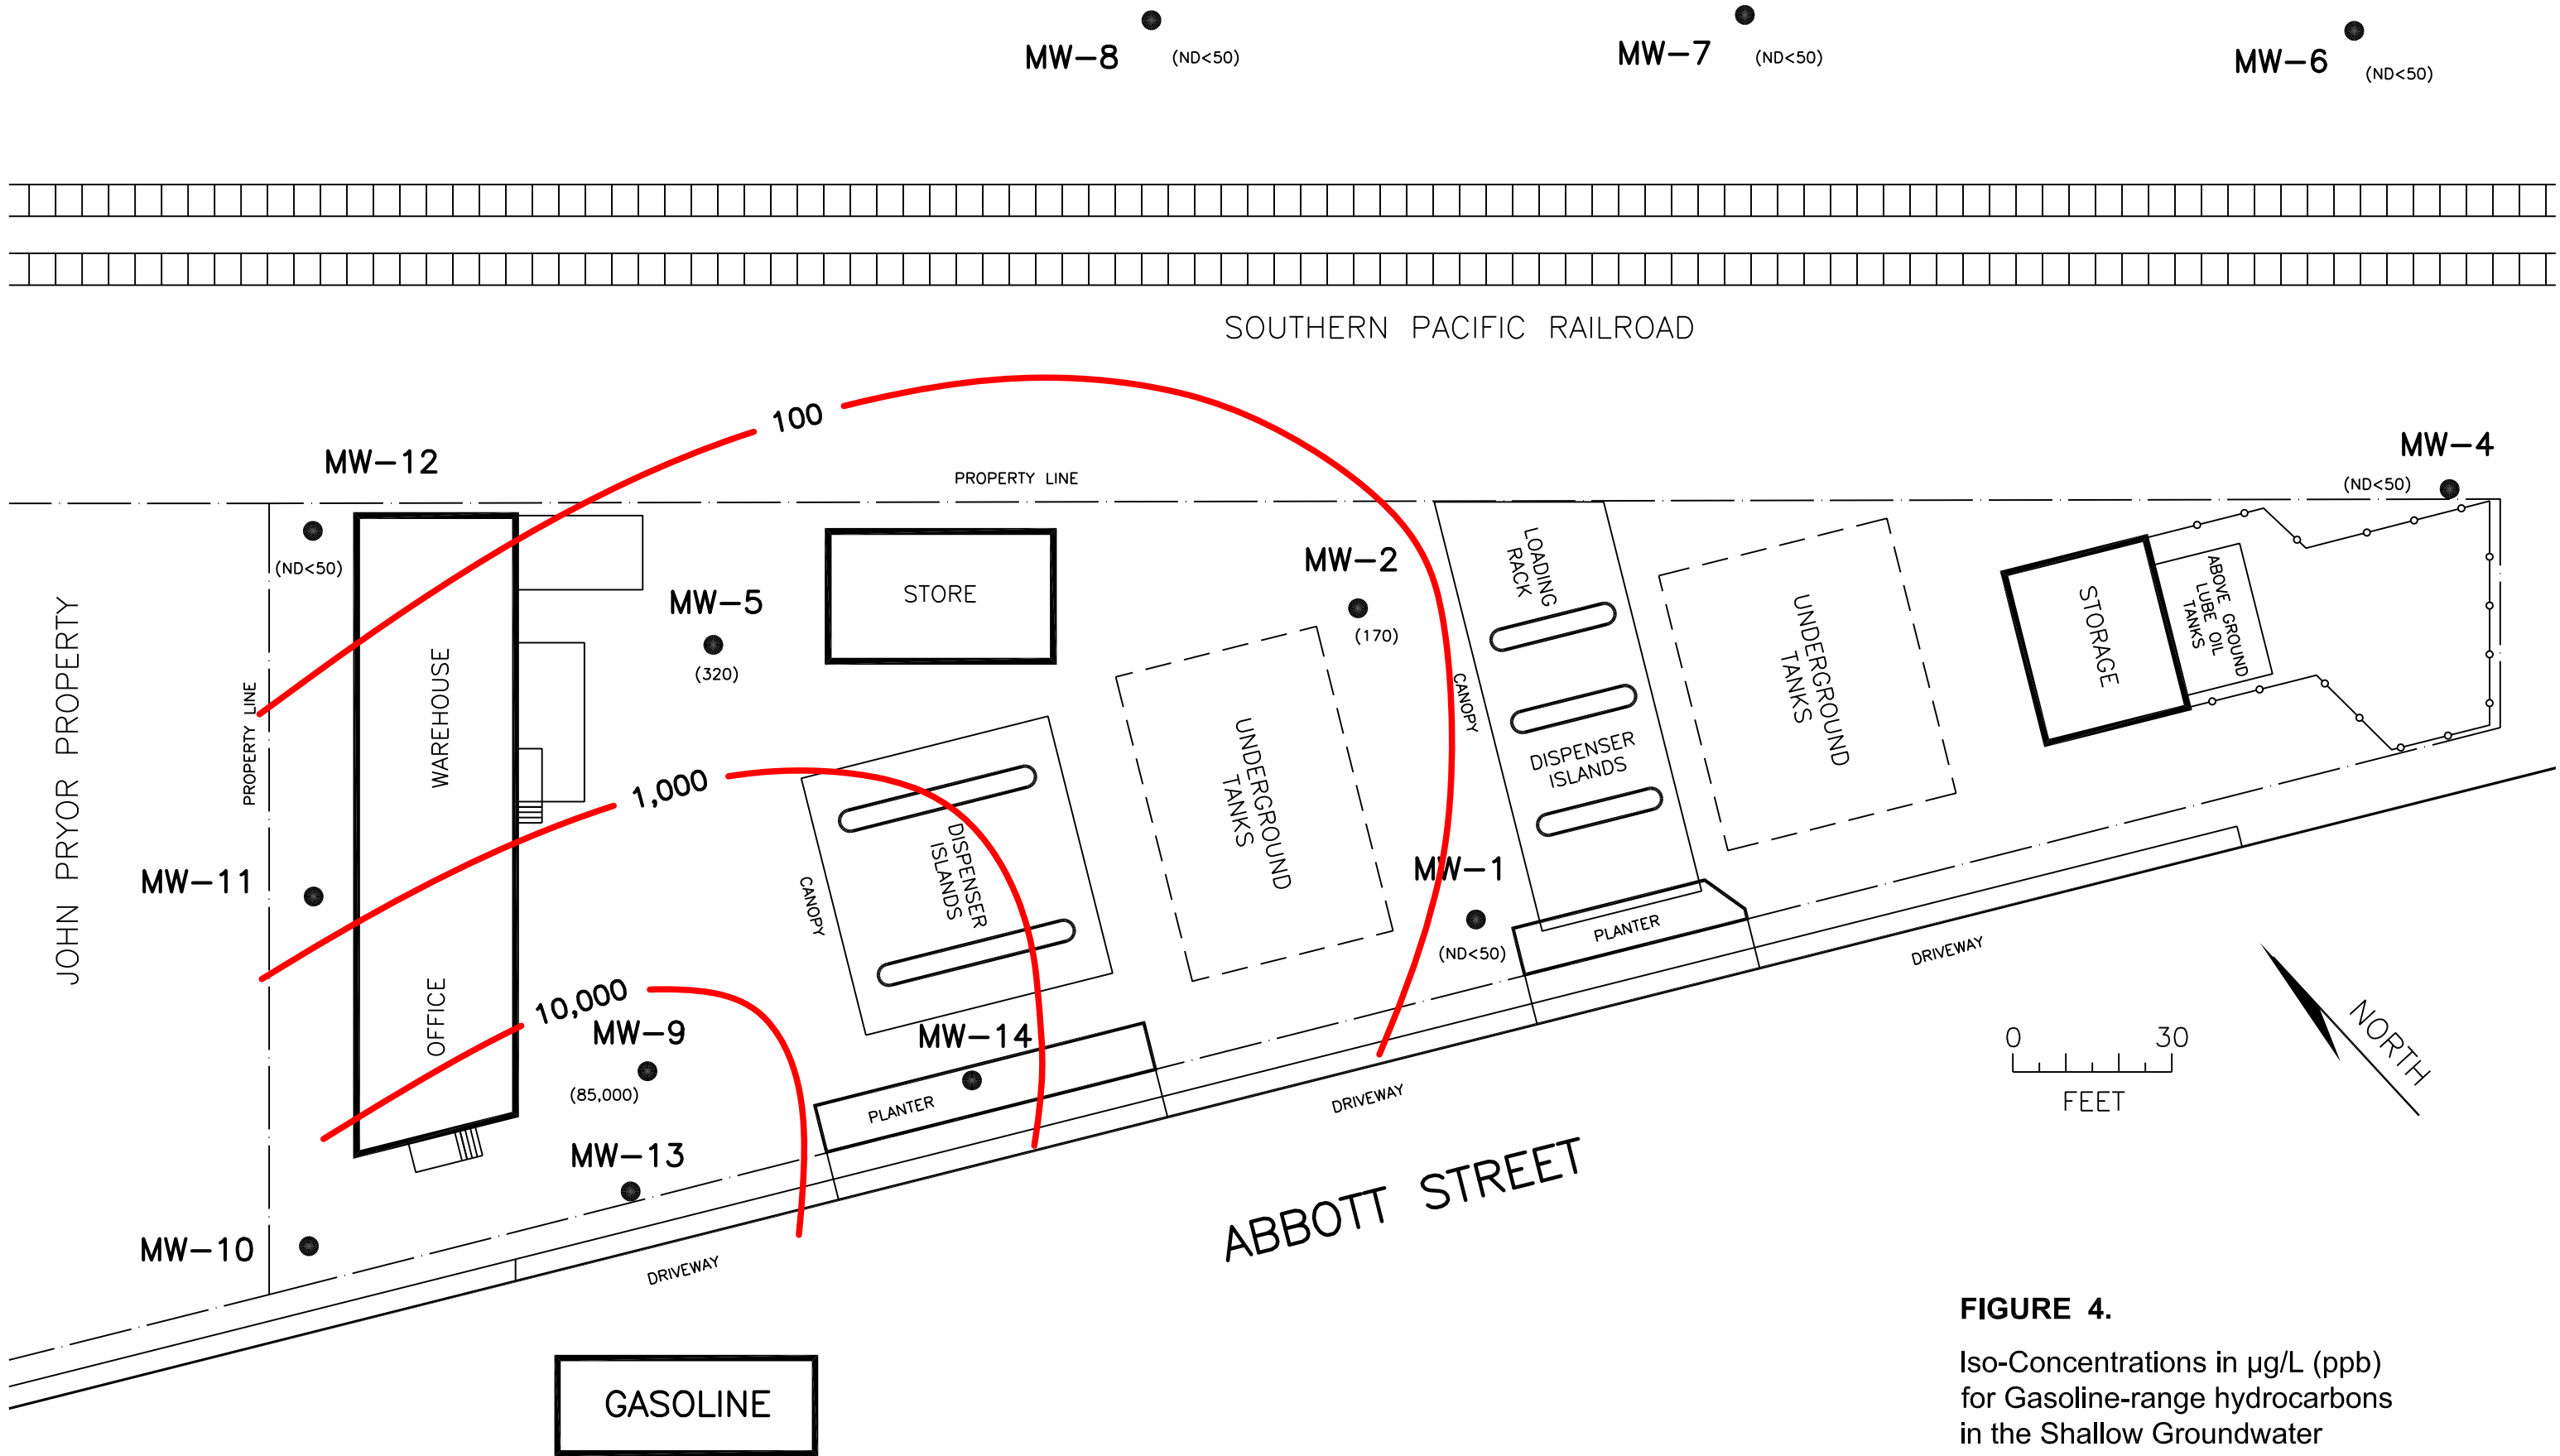 MW-8
(ND<50)
MW-7
(ND<50)
MW-6
(ND<50)
SOUTHERN PACIFIC RAILROAD
100
MW-12
(ND<50)
PROPERTY LINE
MW-4
(ND<50)
JOHN PRYOR PROPERTY
PROPERTY LINE
WAREHOUSE
OFFICE
MW-5
(320)
STORE
MW-2
(170)
LOADING
RACK
CANOPY
DISPENSER
ISLANDS
UNDERGROUND
TANKS
STORAGE
ABOVE GROUND
LUBE OIL
TANKS
1,000
CANOPY
DISPENSER
ISLANDS
UNDERGROUND
TANKS
MW-11
MW-1
(ND<50)
PLANTER
DRIVEWAY
10,000
MW-9
(85,000)
MW-14
PLANTER
DRIVEWAY
0 30
FEET
NORTH
MW-13
MW-10
DRIVEWAY
ABBOTT STREET
GASOLINE
FIGURE 4.
Iso-Concentrations in µg/L (ppb)
for Gasoline-range hydrocarbons
in the Shallow Groundwater